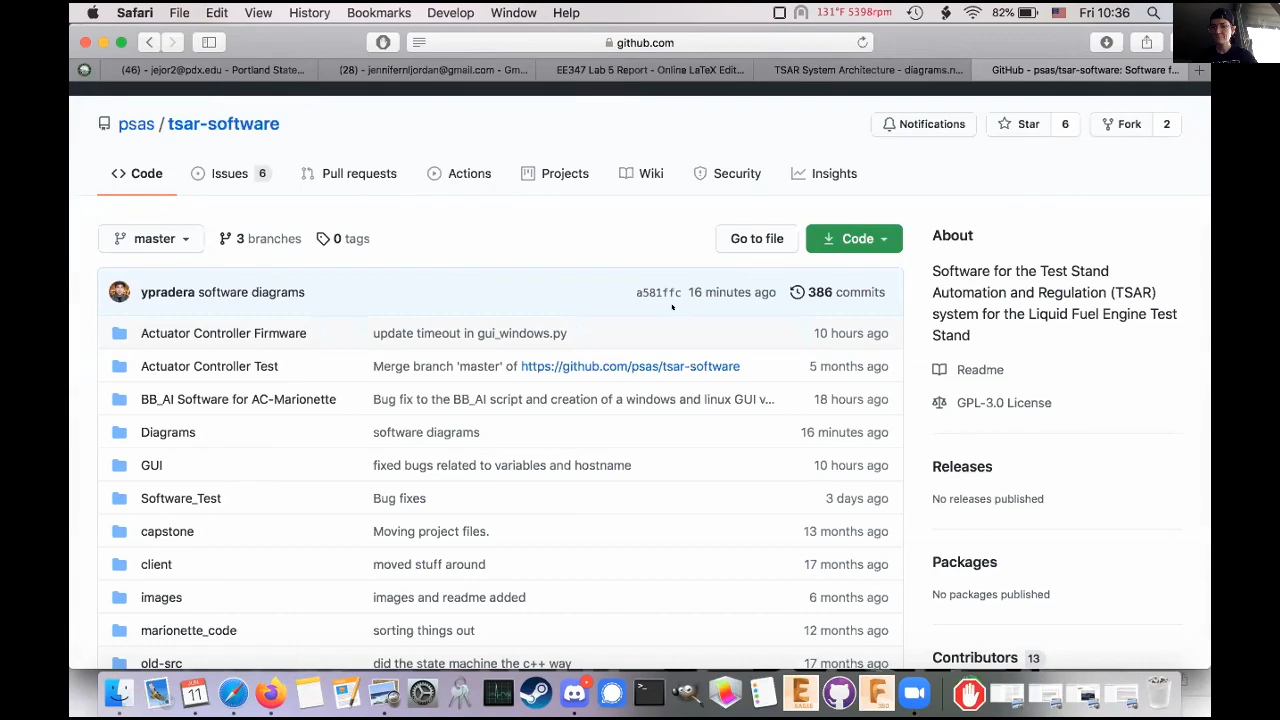 Safari File Edit View History Bookmarks Develop Window Help 131°F 5398rpm 82% Fri 10:36
github.com
(46) - jejor2@pdx.edu - Portland State... (28) - jennifernljordan@gmail.com - Gm... EE347 Lab 5 Report - Online LaTeX Edit... TSAR System Architecture - diagrams.n... GitHub - psas/tsar-software: Software f...
psas / tsar-software
Notifications Star 6 Fork 2
Code Issues 6 Pull requests Actions Projects Wiki Security Insights
master 3 branches 0 tags Go to file Code
ypradera software diagrams a581ffc 16 minutes ago 386 commits
Actuator Controller Firmware update timeout in gui_windows.py 10 hours ago
Actuator Controller Test Merge branch 'master' of https://github.com/psas/tsar-software 5 months ago
BB_AI Software for AC-Marionette Bug fix to the BB_AI script and creation of a windows and linux GUI v... 18 hours ago
Diagrams software diagrams 16 minutes ago
GUI fixed bugs related to variables and hostname 10 hours ago
Software_Test Bug fixes 3 days ago
capstone Moving project files. 13 months ago
client moved stuff around 17 months ago
images images and readme added 6 months ago
marionette_code sorting things out 12 months ago
old-src did the state machine the c++ way 17 months ago
About
Software for the Test Stand
Automation and Regulation (TSAR)
system for the Liquid Fuel Engine Test
Stand
Readme
GPL-3.0 License
Releases
No releases published
Packages
No packages published
Contributors 13
JUN
11
EAGLE